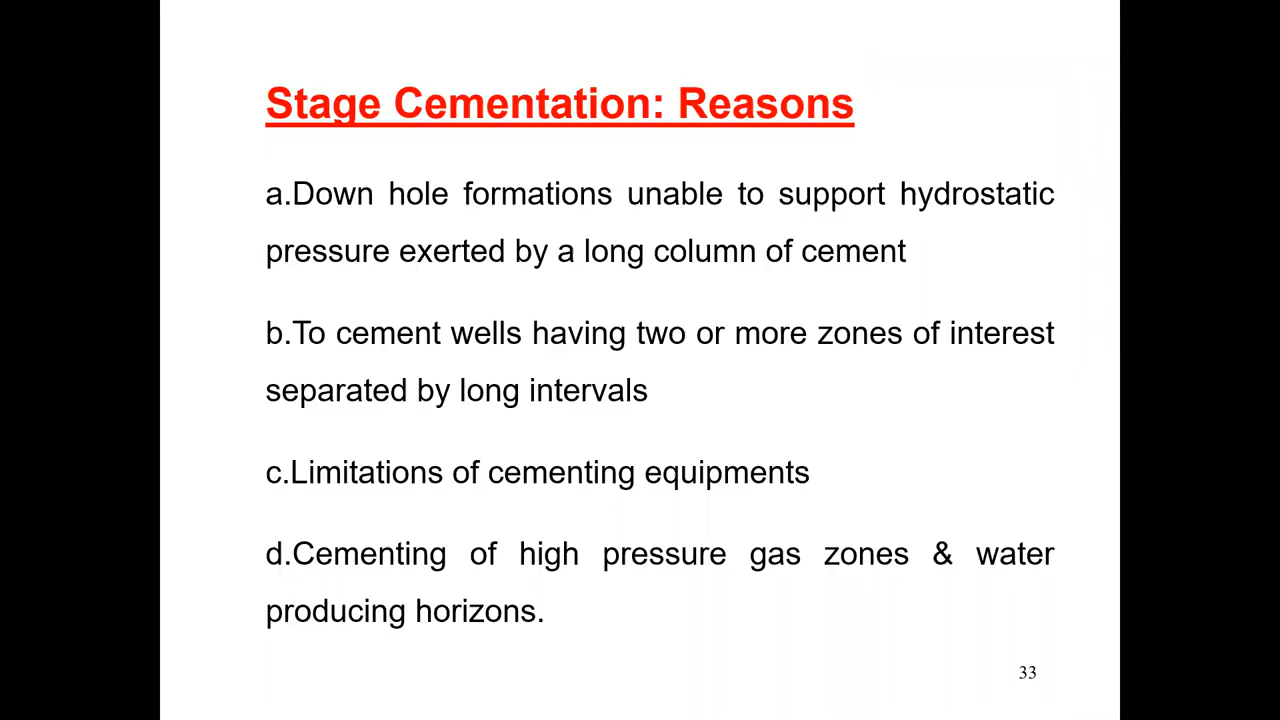 Stage Cementation: Reasons
a.Down hole formations unable to support hydrostatic
pressure exerted by a long column of cement
b.To cement wells having two or more zones of interest
separated by long intervals
c.Limitations of cementing equipments
d.Cementing of high pressure gas zones & water
producing horizons.
33